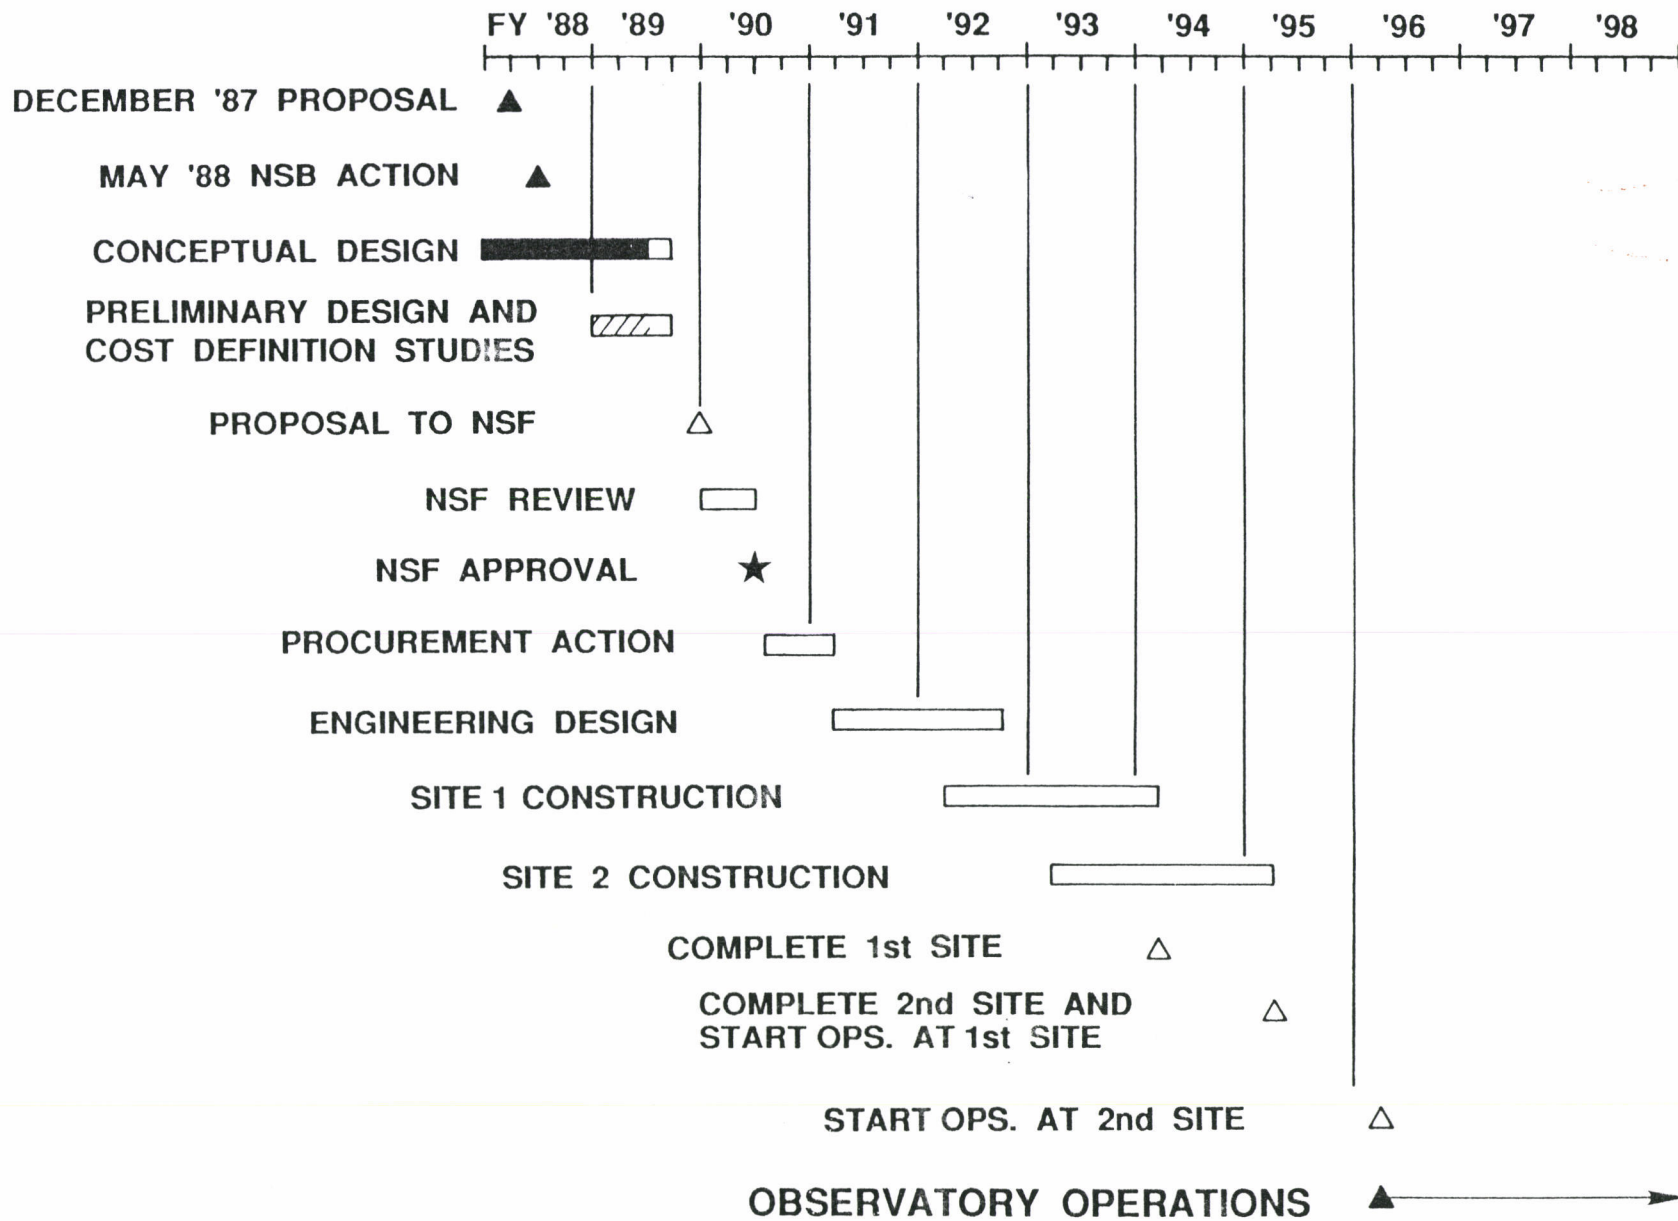 FY '88 '89 '90 '91 '92 '93 '94 '95 '96 '97 '98
DECEMBER '87 PROPOSAL
MAY '88 NSB ACTION
CONCEPTUAL DESIGN
PRELIMINARY DESIGN AND
COST DEFINITION STUDIES
PROPOSAL TO NSF
NSF REVIEW
NSF APPROVAL
PROCUREMENT ACTION
ENGINEERING DESIGN
SITE 1 CONSTRUCTION
SITE 2 CONSTRUCTION
COMPLETE 1st SITE
COMPLETE 2nd SITE AND
START OPS. AT 1st SITE
START OPS. AT 2nd SITE
OBSERVATORY OPERATIONS